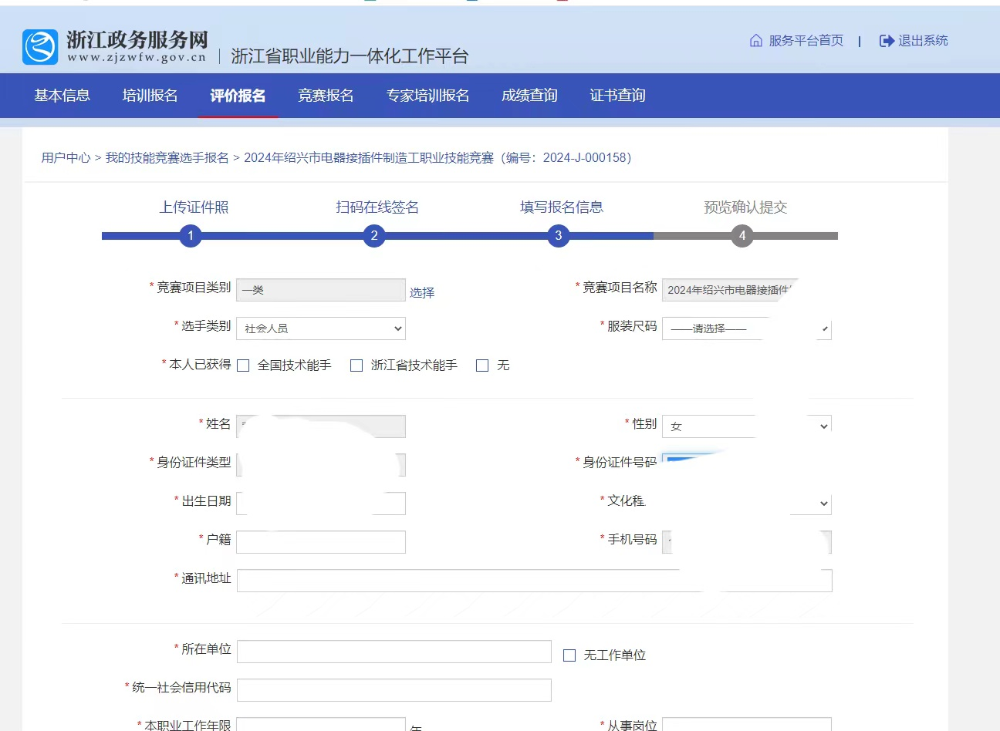 浙江政务服务网
www.zjzwfw.gov.cn
浙江省职业能力一体化工作平台
服务平台首页 | 退出系统
基本信息 培训报名 评价报名 竞赛报名 专家培训报名 成绩查询 证书查询
用户中心 > 我的技能竞赛选手报名 > 2024年绍兴市电器接插件制造工职业技能竞赛（编号：2024-J-000158）
上传证件照 扫码在线签名 填写报名信息 预览确认提交
1 2 3 4
*竞赛项目类别 一类 选择 *竞赛项目名称 2024年绍兴市电器接插件
*选手类别 社会人员 *服装尺码 ——请选择——
*本人已获得 全国技术能手 浙江省技术能手 无
*姓名 *性别 女
*身份证件类型 *身份证件号码
*出生日期 *文化程
*户籍 *手机号码
*通讯地址
*所在单位 无工作单位
*统一社会信用代码
*本职业工作年限 年 *从事岗位